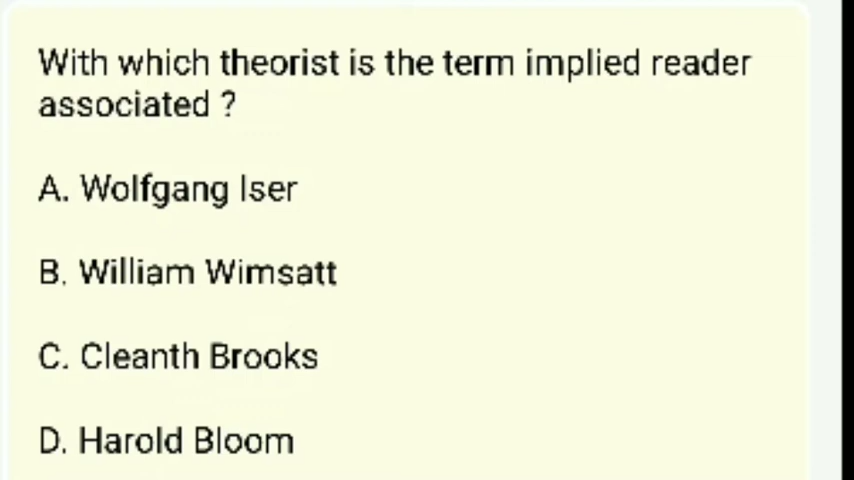 With which theorist is the term implied reader
associated ?
A. Wolfgang Iser
B. William Wimsatt
C. Cleanth Brooks
D. Harold Bloom